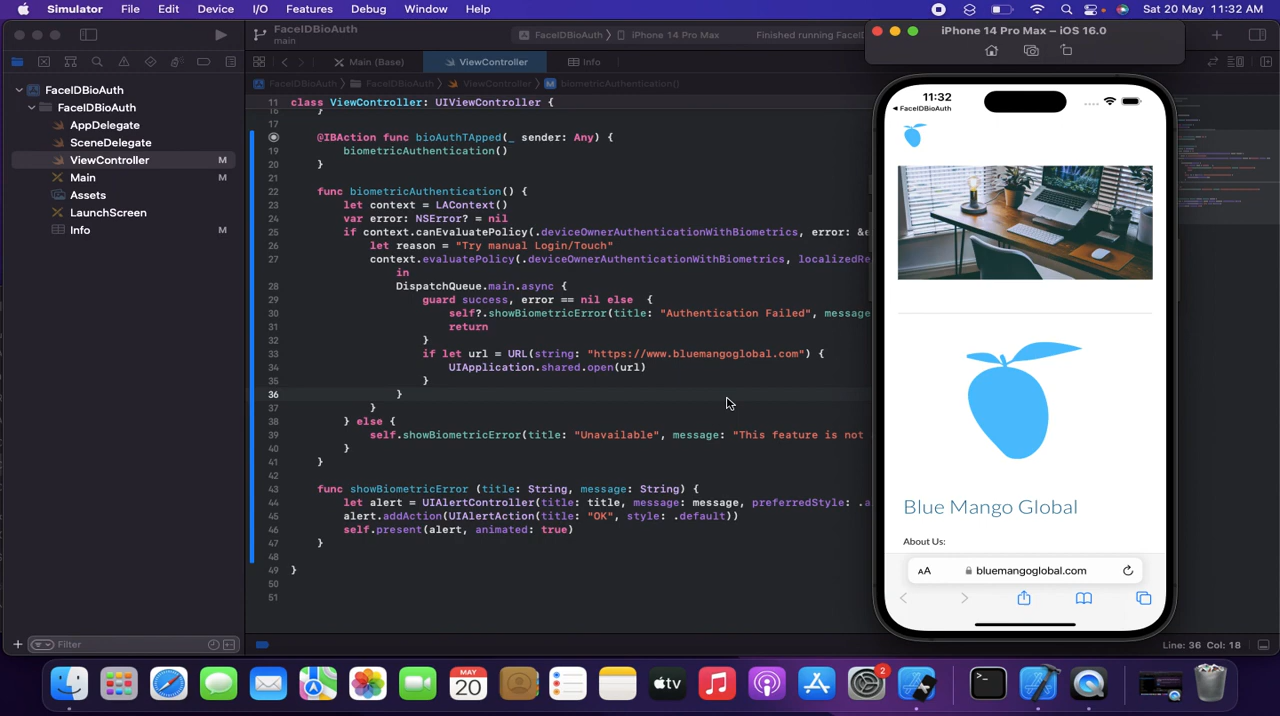 Simulator File Edit Device I/O Features Debug Window Help Sat 20 May 11:32 AM
FaceIDBioAuth
main
FaceIDBioAuth iPhone 14 Pro Max Finished running FaceID
Main (Base) ViewController Info
FaceIDBioAuth FaceIDBioAuth ViewController biometricAuthentication()
FaceIDBioAuth
FaceIDBioAuth
AppDelegate
SceneDelegate
ViewController M
Main M
Assets
LaunchScreen
Info M
Filter
11 class ViewController: UIViewController {
16 }
17
@IBAction func bioAuthTApped(_ sender: Any) {
19 biometricAuthentication()
20 }
21
22 func biometricAuthentication() {
23 let context = LAContext()
24 var error: NSError? = nil
25 if context.canEvaluatePolicy(.deviceOwnerAuthenticationWithBiometrics, error: &e
26 let reason = "Try manual Login/Touch"
27 context.evaluatePolicy(.deviceOwnerAuthenticationWithBiometrics, localizedRe
in
28 DispatchQueue.main.async {
29 guard success, error == nil else {
30 self?.showBiometricError(title: "Authentication Failed", message
31 return
32 }
33 if let url = URL(string: "https://www.bluemangoglobal.com") {
34 UIApplication.shared.open(url)
35 }
36 }
37 }
38 } else {
39 self.showBiometricError(title: "Unavailable", message: "This feature is not
40 }
41 }
42
43 func showBiometricError (title: String, message: String) {
44 let alert = UIAlertController(title: title, message: message, preferredStyle: .a
45 alert.addAction(UIAlertAction(title: "OK", style: .default))
46 self.present(alert, animated: true)
47 }
48
49 }
50
51
Line: 36 Col: 18
iPhone 14 Pro Max – iOS 16.0
11:32
FaceIDBioAuth
Blue Mango Global
About Us:
AA bluemangoglobal.com
MAY
20
tv
2